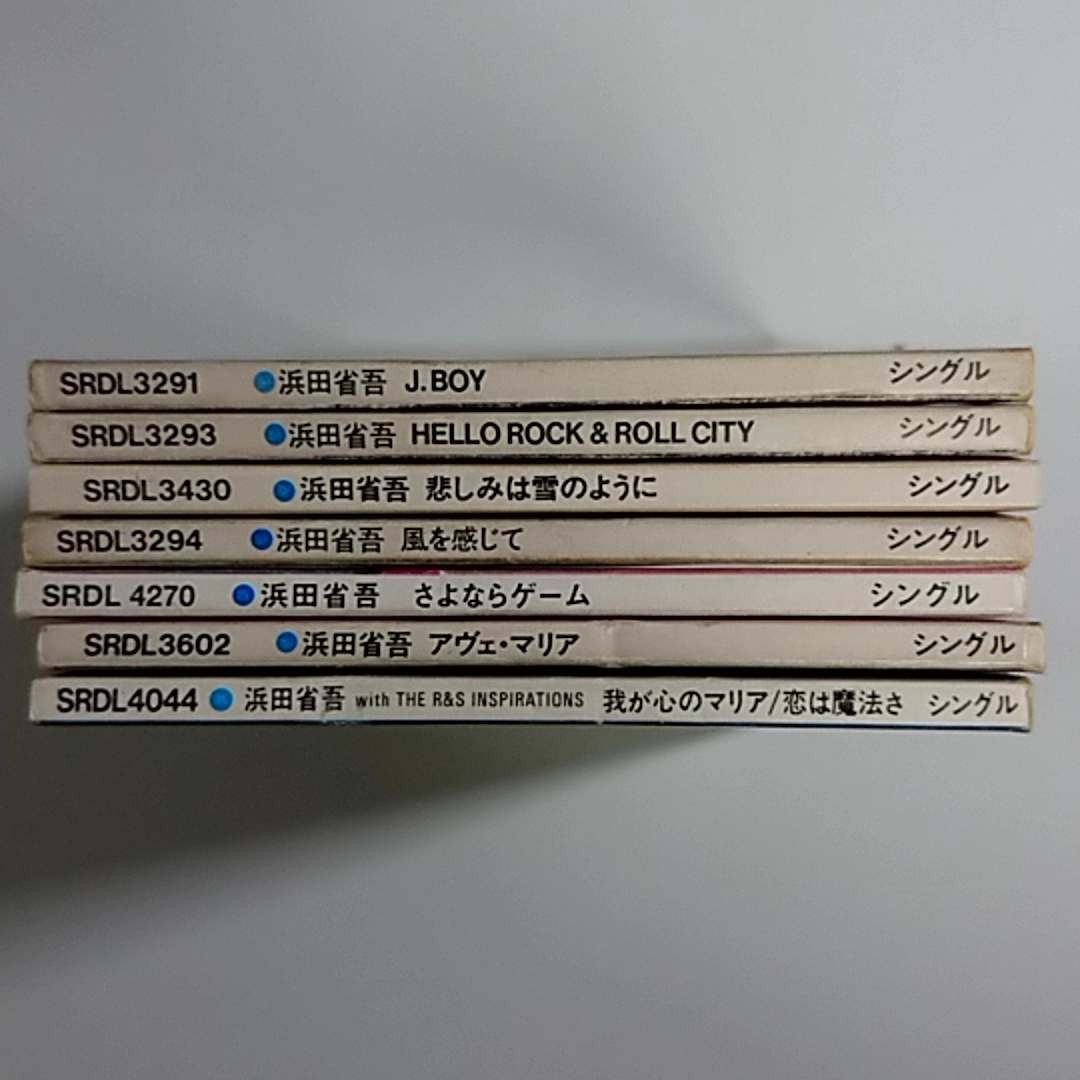 SRDL3291 ●浜田省吾 J.BOY シングル
SRDL3293 ●浜田省吾 HELLO ROCK & ROLL CITY シングル
SRDL3430 ●浜田省吾 悲しみは雪のように シングル
SRDL3294 ●浜田省吾 風を感じて シングル
SRDL 4270 ●浜田省吾 さよならゲーム シングル
SRDL3602 ●浜田省吾 アヴェ・マリア シングル
SRDL4044 ●浜田省吾 with THE R&S INSPIRATIONS 我が心のマリア/恋は魔法さ シングル